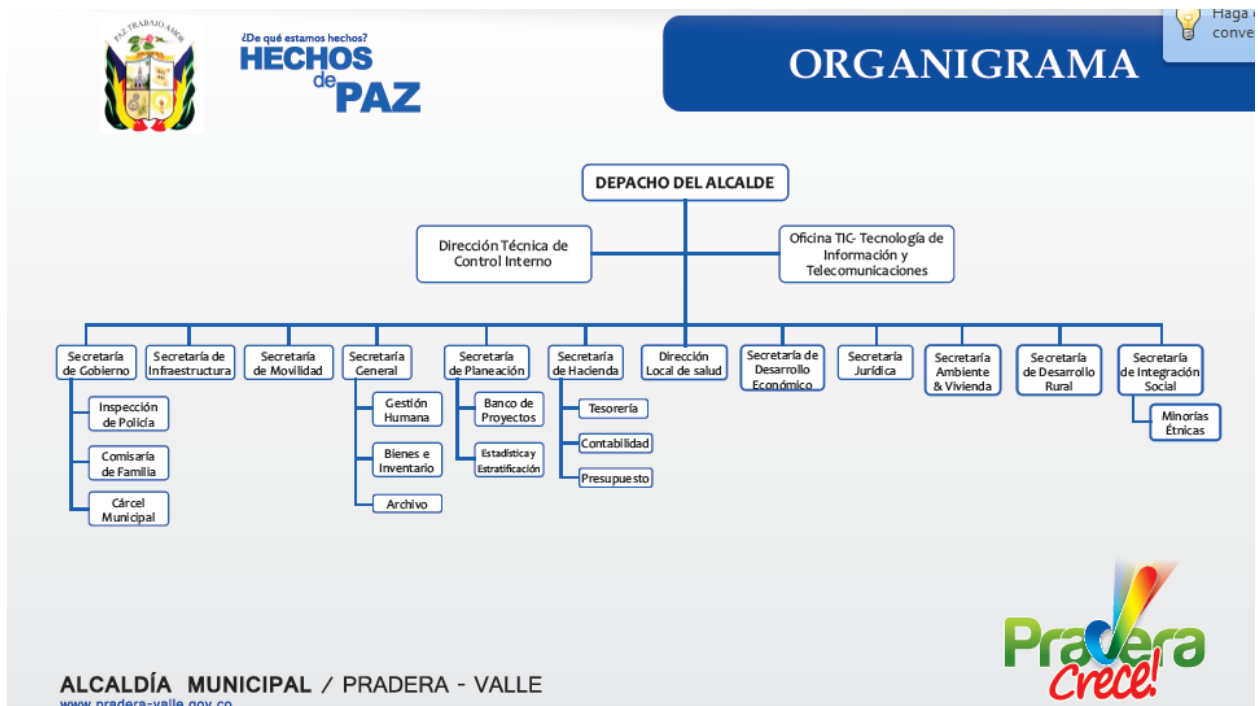 PAZ TRABAJO AMOR
¿De qué estamos hechos?
HECHOS
de
PAZ
ORGANIGRAMA
Haga
conve
DEPACHO DEL ALCALDE
Dirección Técnica de
Control Interno
Oficina TIC- Tecnología de
Información y
Telecomunicaciones
Secretaría
de Gobierno
Secretaría de
Infraestructura
Secretaría
de Movilidad
Secretaría
General
Secretaría
de Planeación
Secretaría
de Hacienda
Dirección
Local de salud
Secretaría de
Desarrollo
Económico
Secretaría
Jurídica
Secretaría
Ambiente
& Vivienda
Secretaría
de Desarrollo
Rural
Secretaría
de Integración
Social
Inspección
de Policía
Comisaría
de Familia
Cárcel
Municipal
Gestión
Humana
Bienes e
Inventario
Archivo
Banco de
Proyectos
Estadística y
Estratificación
Tesorería
Contabilidad
Presupuesto
Minorías
Étnicas
Pradera
Crece!
ALCALDÍA MUNICIPAL / PRADERA - VALLE
www.pradera-valle.gov.co